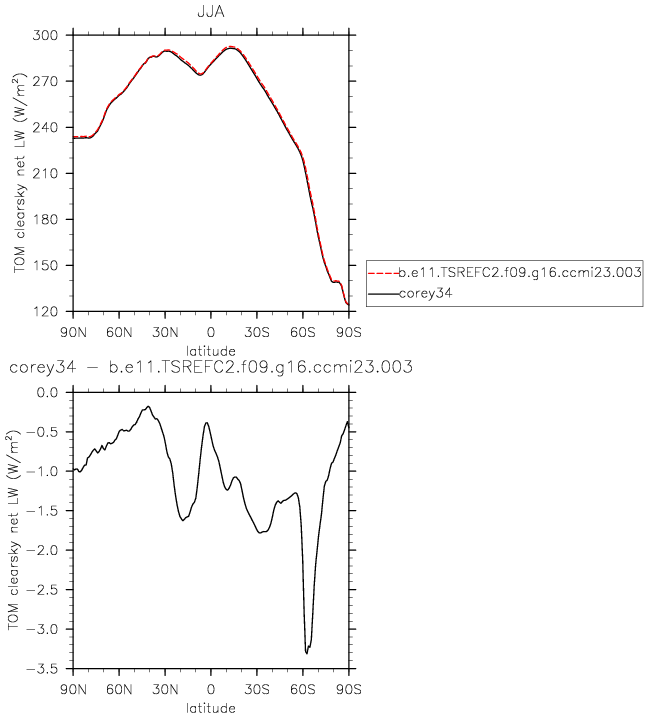 JJA
TOM clearsky net LW (W/m²)
300
270
240
210
180
150
120
90N 60N 30N 0 30S 60S 90S
latitude
b.e11.TSREFC2.f09.g16.ccmi23.003
corey34
corey34 − b.e11.TSREFC2.f09.g16.ccmi23.003
TOM clearsky net LW (W/m²)
0.0
−0.5
−1.0
−1.5
−2.0
−2.5
−3.0
−3.5
90N 60N 30N 0 30S 60S 90S
latitude